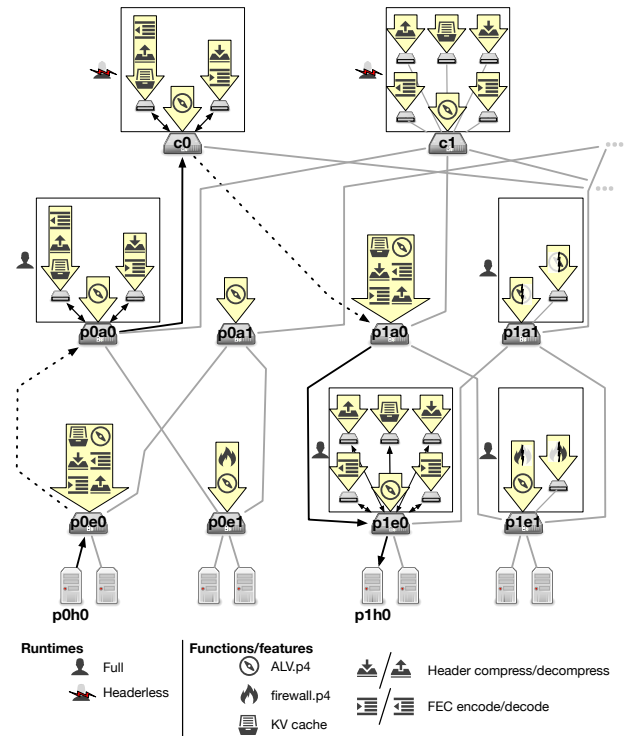 c0
c1
p0a0
p0a1
p1a0
p1a1
p0e0
p0e1
p1e0
p1e1
p0h0
p1h0
Runtimes
Full
Headerless
Functions/features
ALV.p4
firewall.p4
KV cache
Header compress/decompress
FEC encode/decode